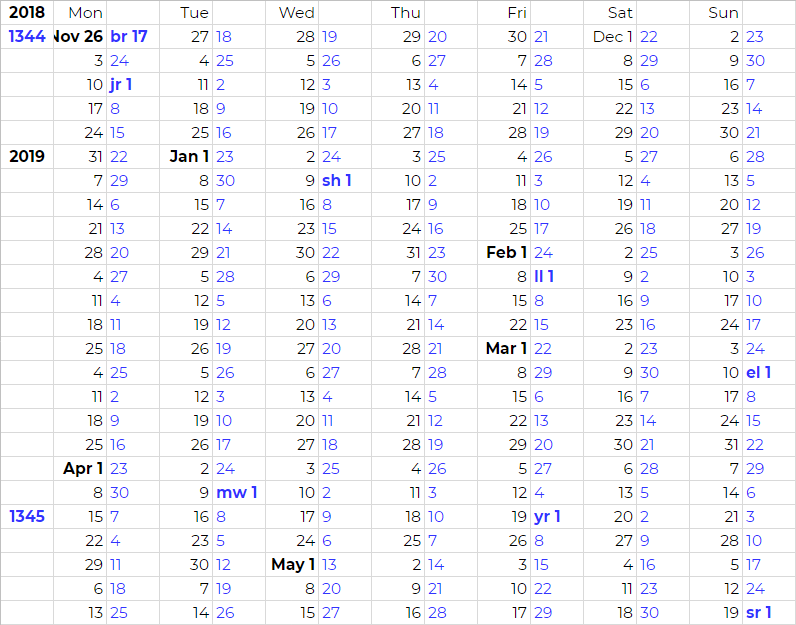 2018 Mon Tue Wed Thu Fri Sat Sun
1344 Nov 26 br 17 27 18 28 19 29 20 30 21 Dec 1 22 2 23
3 24 4 25 5 26 6 27 7 28 8 29 9 30
10 jr 1 11 2 12 3 13 4 14 5 15 6 16 7
17 8 18 9 19 10 20 11 21 12 22 13 23 14
24 15 25 16 26 17 27 18 28 19 29 20 30 21
2019 31 22 Jan 1 23 2 24 3 25 4 26 5 27 6 28
7 29 8 30 9 sh 1 10 2 11 3 12 4 13 5
14 6 15 7 16 8 17 9 18 10 19 11 20 12
21 13 22 14 23 15 24 16 25 17 26 18 27 19
28 20 29 21 30 22 31 23 Feb 1 24 2 25 3 26
4 27 5 28 6 29 7 30 8 ll 1 9 2 10 3
11 4 12 5 13 6 14 7 15 8 16 9 17 10
18 11 19 12 20 13 21 14 22 15 23 16 24 17
25 18 26 19 27 20 28 21 Mar 1 22 2 23 3 24
4 25 5 26 6 27 7 28 8 29 9 30 10 el 1
11 2 12 3 13 4 14 5 15 6 16 7 17 8
18 9 19 10 20 11 21 12 22 13 23 14 24 15
25 16 26 17 27 18 28 19 29 20 30 21 31 22
Apr 1 23 2 24 3 25 4 26 5 27 6 28 7 29
8 30 9 mw 1 10 2 11 3 12 4 13 5 14 6
1345 15 7 16 8 17 9 18 10 19 yr 1 20 2 21 3
22 4 23 5 24 6 25 7 26 8 27 9 28 10
29 11 30 12 May 1 13 2 14 3 15 4 16 5 17
6 18 7 19 8 20 9 21 10 22 11 23 12 24
13 25 14 26 15 27 16 28 17 29 18 30 19 sr 1